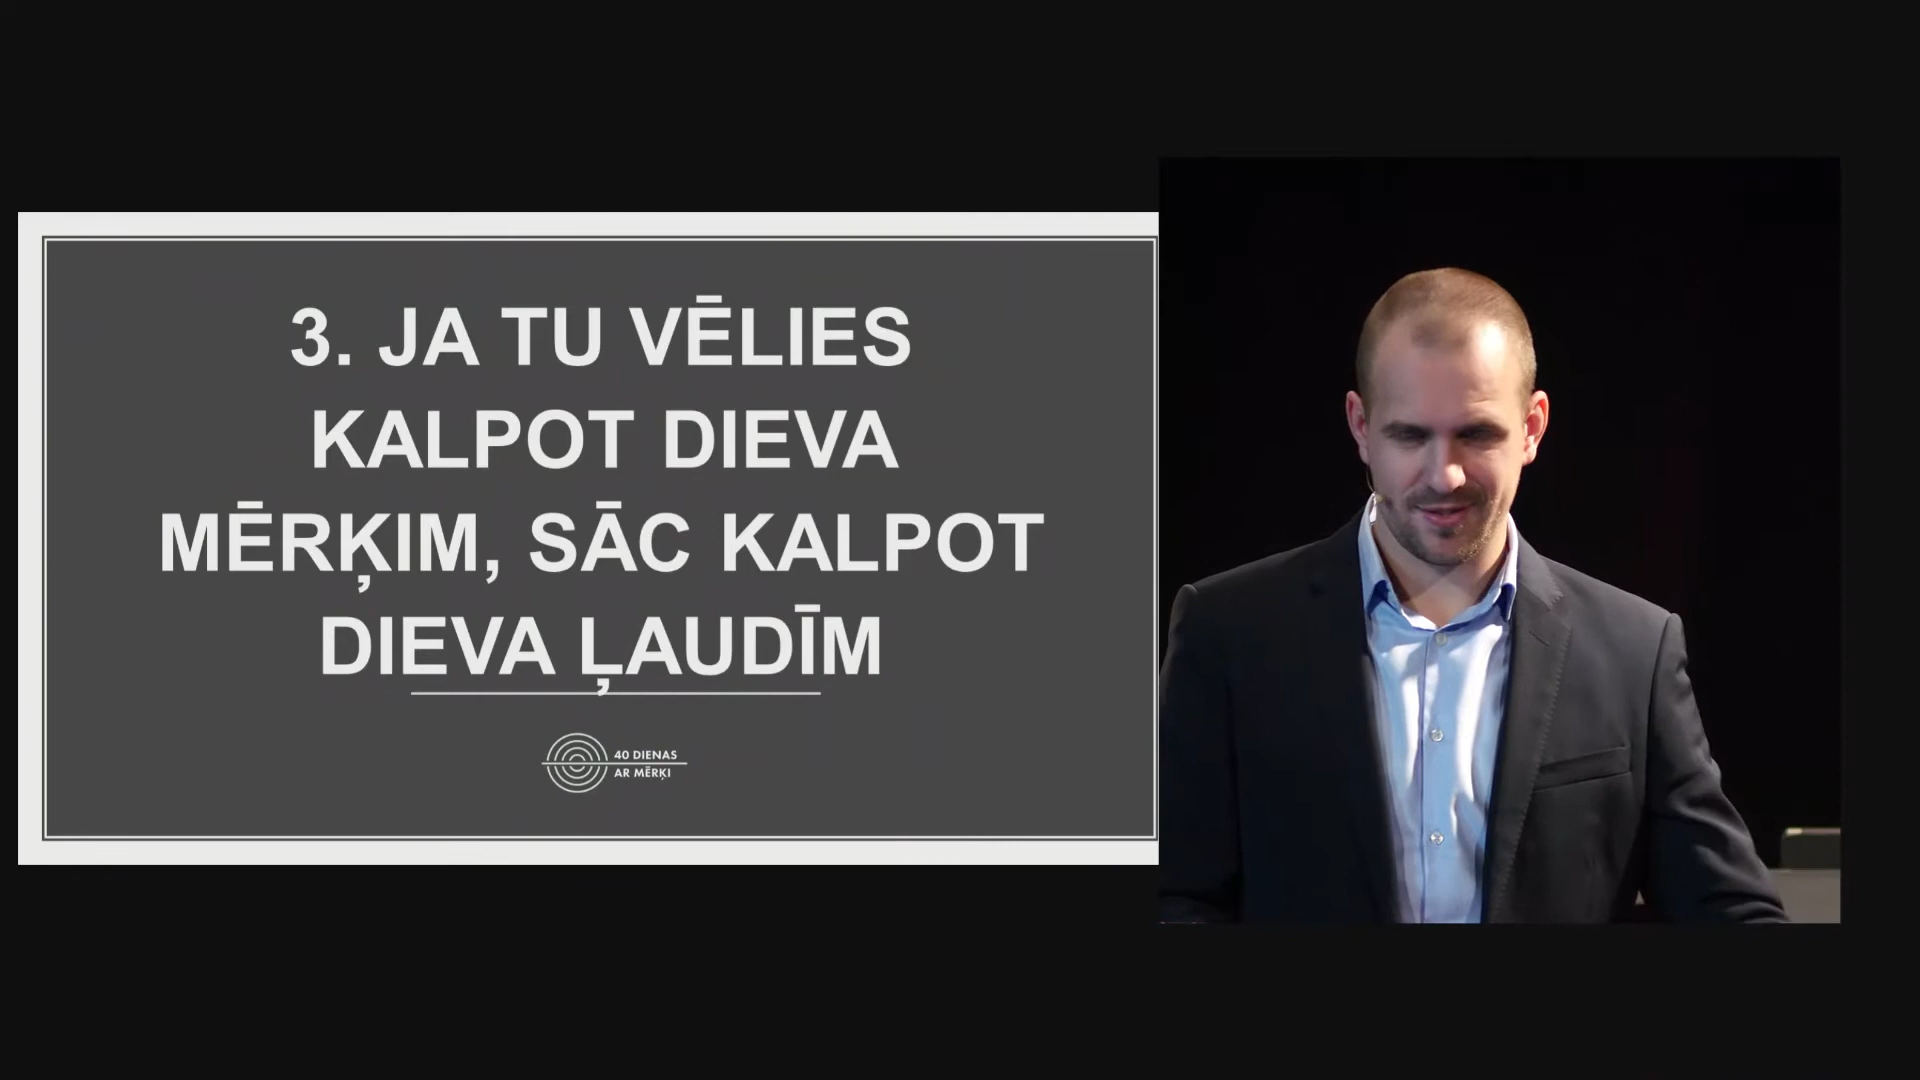 3. JA TU VĒLIES
KALPOT DIEVA
MĒRĶIM, SĀC KALPOT
DIEVA ĻAUDĪM
40 DIENAS
AR MĒRĶI